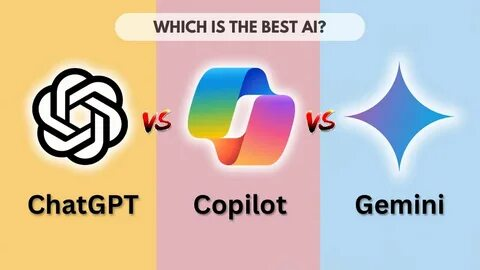 WHICH IS THE BEST AI?
VS VS
ChatGPT Copilot Gemini